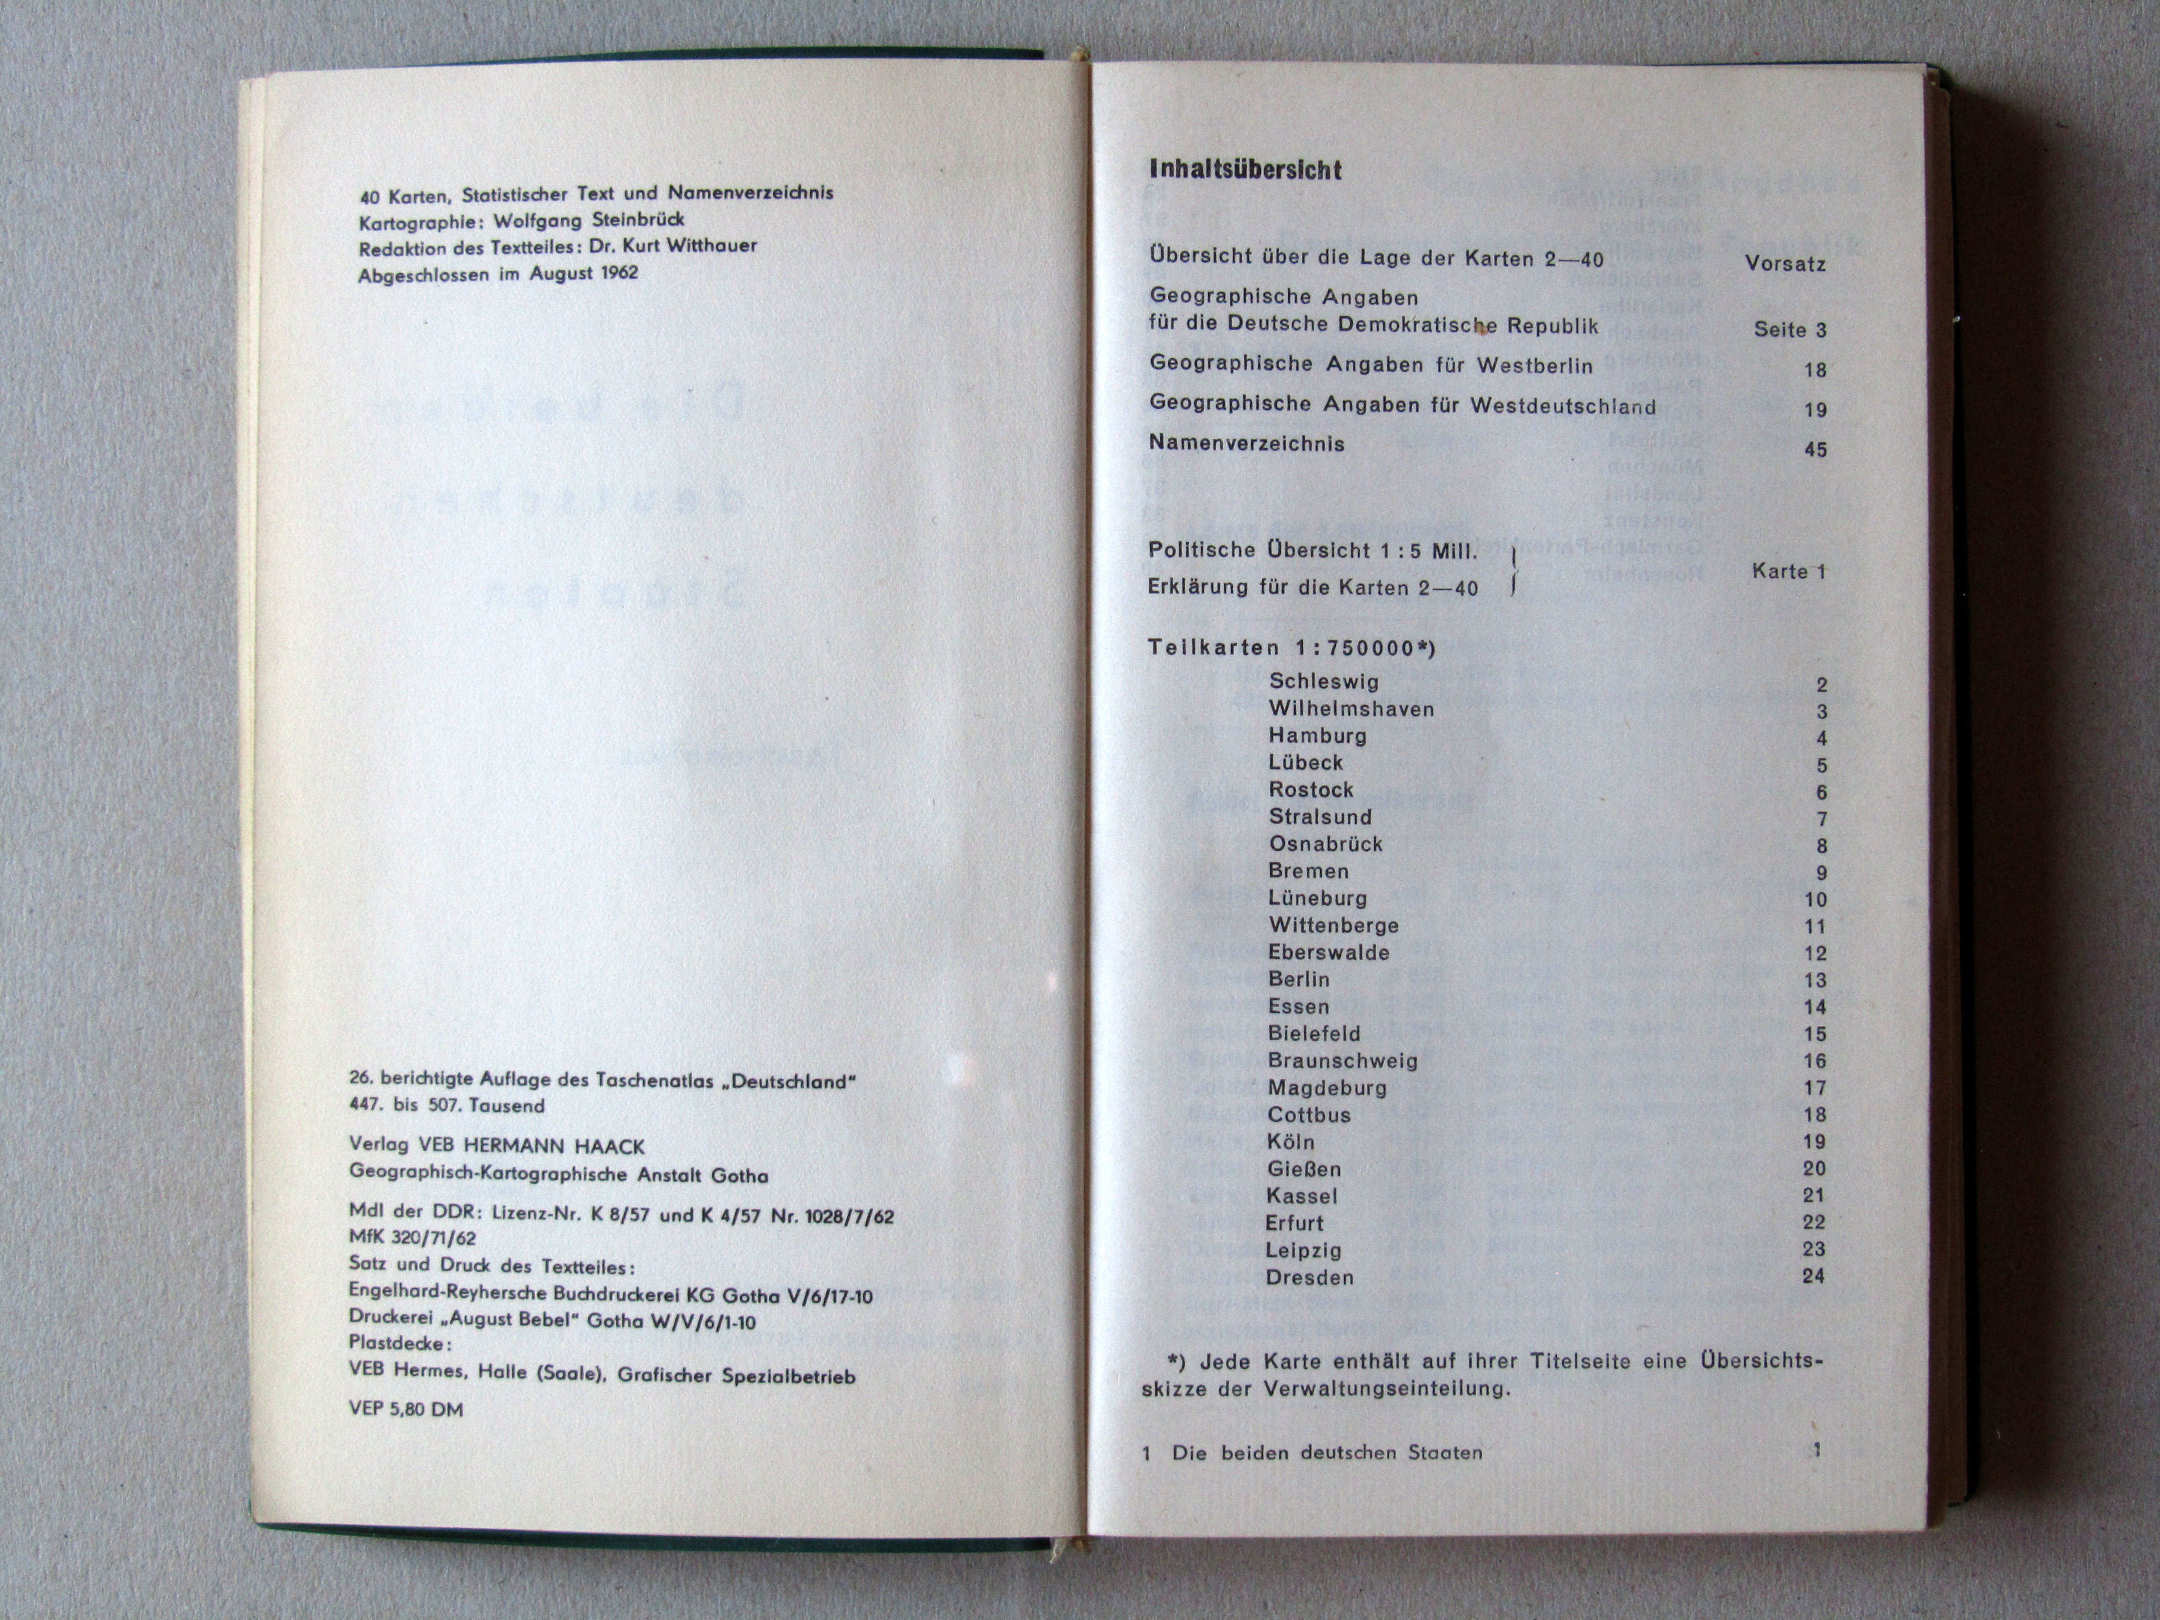 40 Karten, Statistischer Text und Namenverzeichnis
Kartographie: Wolfgang Steinbrück
Redaktion des Textteiles: Dr. Kurt Witthauer
Abgeschlossen im August 1962
26. berichtigte Auflage des Taschenatlas „Deutschland“
447. bis 507. Tausend
Verlag VEB HERMANN HAACK
Geographisch-Kartographische Anstalt Gotha
MdI der DDR: Lizenz-Nr. K 8/57 und K 4/57 Nr. 1028/7/62
MfK 320/71/62
Satz und Druck des Textteiles:
Engelhard-Reyhersche Buchdruckerei KG Gotha V/6/17-10
Druckerei „August Bebel“ Gotha W/V/6/1-10
Plastdecke:
VEB Hermes, Halle (Saale), Grafischer Spezialbetrieb
VEP 5,80 DM
Inhaltsübersicht
Übersicht über die Lage der Karten 2—40 Vorsatz
Geographische Angaben
für die Deutsche Demokratische Republik Seite 3
Geographische Angaben für Westberlin 18
Geographische Angaben für Westdeutschland 19
Namenverzeichnis 45
Politische Übersicht 1 : 5 Mill.
Erklärung für die Karten 2—40 Karte 1
Teilkarten 1 : 750000*)
Schleswig 2
Wilhelmshaven 3
Hamburg 4
Lübeck 5
Rostock 6
Stralsund 7
Osnabrück 8
Bremen 9
Lüneburg 10
Wittenberge 11
Eberswalde 12
Berlin 13
Essen 14
Bielefeld 15
Braunschweig 16
Magdeburg 17
Cottbus 18
Köln 19
Gießen 20
Kassel 21
Erfurt 22
Leipzig 23
Dresden 24
*) Jede Karte enthält auf ihrer Titelseite eine Übersichts-
skizze der Verwaltungseinteilung.
1 Die beiden deutschen Staaten 1